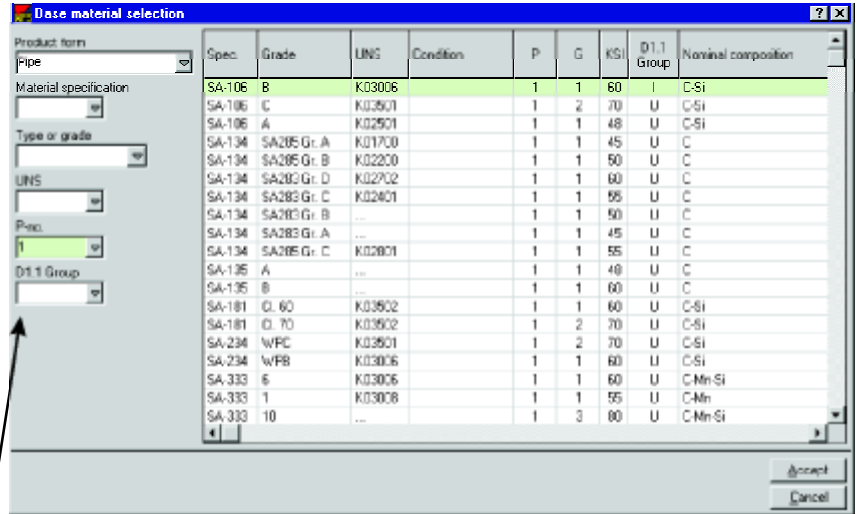 Base material selection
Product form
Pipe
Material specification
Type or grade
UNS
P-no.
1
D1.1 Group
Spec. Grade UNS Condition P G KSI D1.1 Group Nominal composition
SA-106 B K03006 1 1 60 I C-Si
SA-106 C K03501 1 2 70 U C-Si
SA-106 A K02501 1 1 48 U C-Si
SA-134 SA285 Gr. A K01700 1 1 45 U C
SA-134 SA285 Gr. B K02200 1 1 50 U C
SA-134 SA283 Gr. D K02702 1 1 60 U C
SA-134 SA283 Gr. C K02401 1 1 55 U C
SA-134 SA283 Gr. B ... 1 1 50 U C
SA-134 SA283 Gr. A ... 1 1 45 U C
SA-134 SA285 Gr. C K02801 1 1 55 U C
SA-135 A ... 1 1 48 U C
SA-135 B ... 1 1 60 U C
SA-181 Cl. 60 K03502 1 1 60 U C-Si
SA-181 Cl. 70 K03502 1 2 70 U C-Si
SA-234 WPC K03501 1 2 70 U C-Si
SA-234 WPB K03006 1 1 60 U C-Si
SA-333 6 K03006 1 1 60 U C-Mn-Si
SA-333 1 K03008 1 1 55 U C-Mn
SA-333 10 ... 1 3 80 U C-Mn-Si
Accept
Cancel